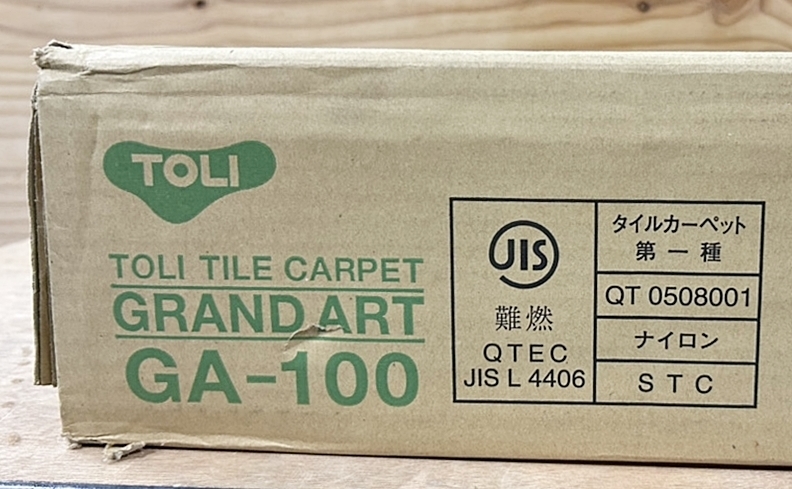 TOLI
TOLI TILE CARPET
GRAND ART
GA-100
JIS
難燃
QTEC
JIS L 4406
タイルカーペット
第一種
QT 0508001
ナイロン
STC